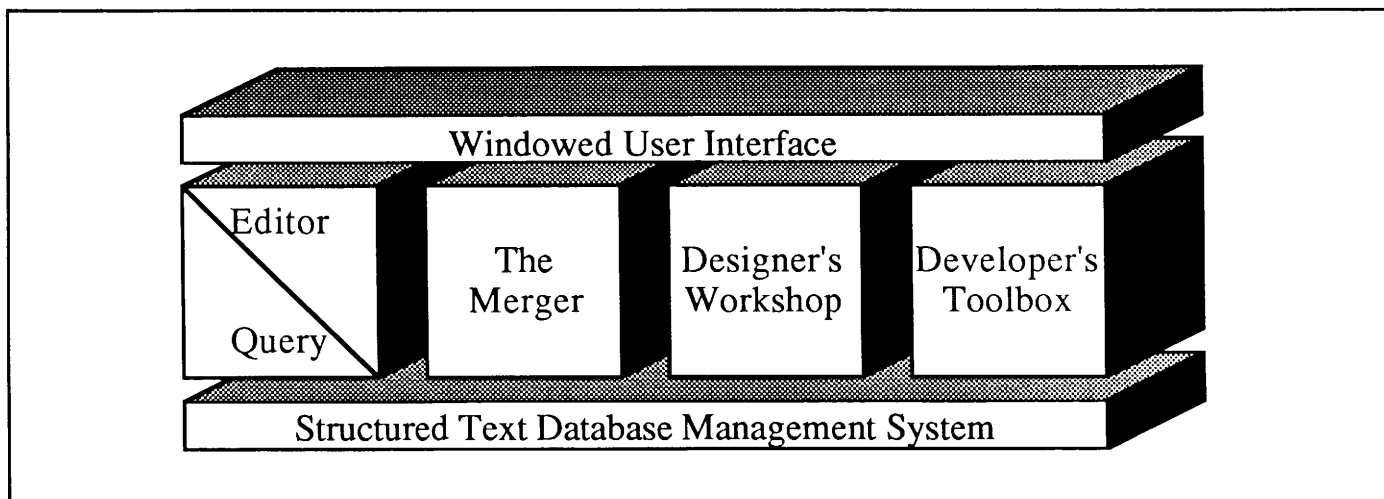 Windowed User Interface
Editor
Query
The
Merger
Designer's
Workshop
Developer's
Toolbox
Structured Text Database Management System